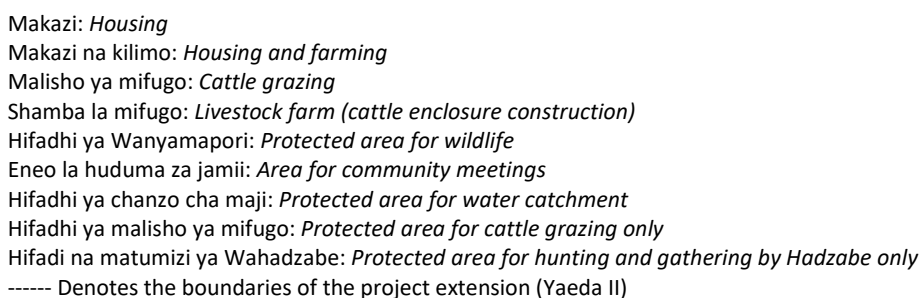 Makazi: Housing
Makazi na kilimo: Housing and farming
Malisho ya mifugo: Cattle grazing
Shamba la mifugo: Livestock farm (cattle enclosure construction)
Hifadhi ya Wanyamapori: Protected area for wildlife
Eneo la huduma za jamii: Area for community meetings
Hifadhi ya chanzo cha maji: Protected area for water catchment
Hifadhi ya malisho ya mifugo: Protected area for cattle grazing only
Hifadi na matumizi ya Wahadzabe: Protected area for hunting and gathering by Hadzabe only
------ Denotes the boundaries of the project extension (Yaeda II)